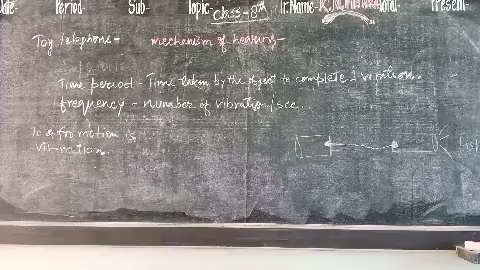 Date- Period- Sub- Topic- Tr.Name- Total- Present-
Class-8th
Toy telephone- mechanism of hearing-
Time period - Time taken by the object to complete 1 vibration.
frequency - number of vibration/sec.
To & fro motion is
vibration.